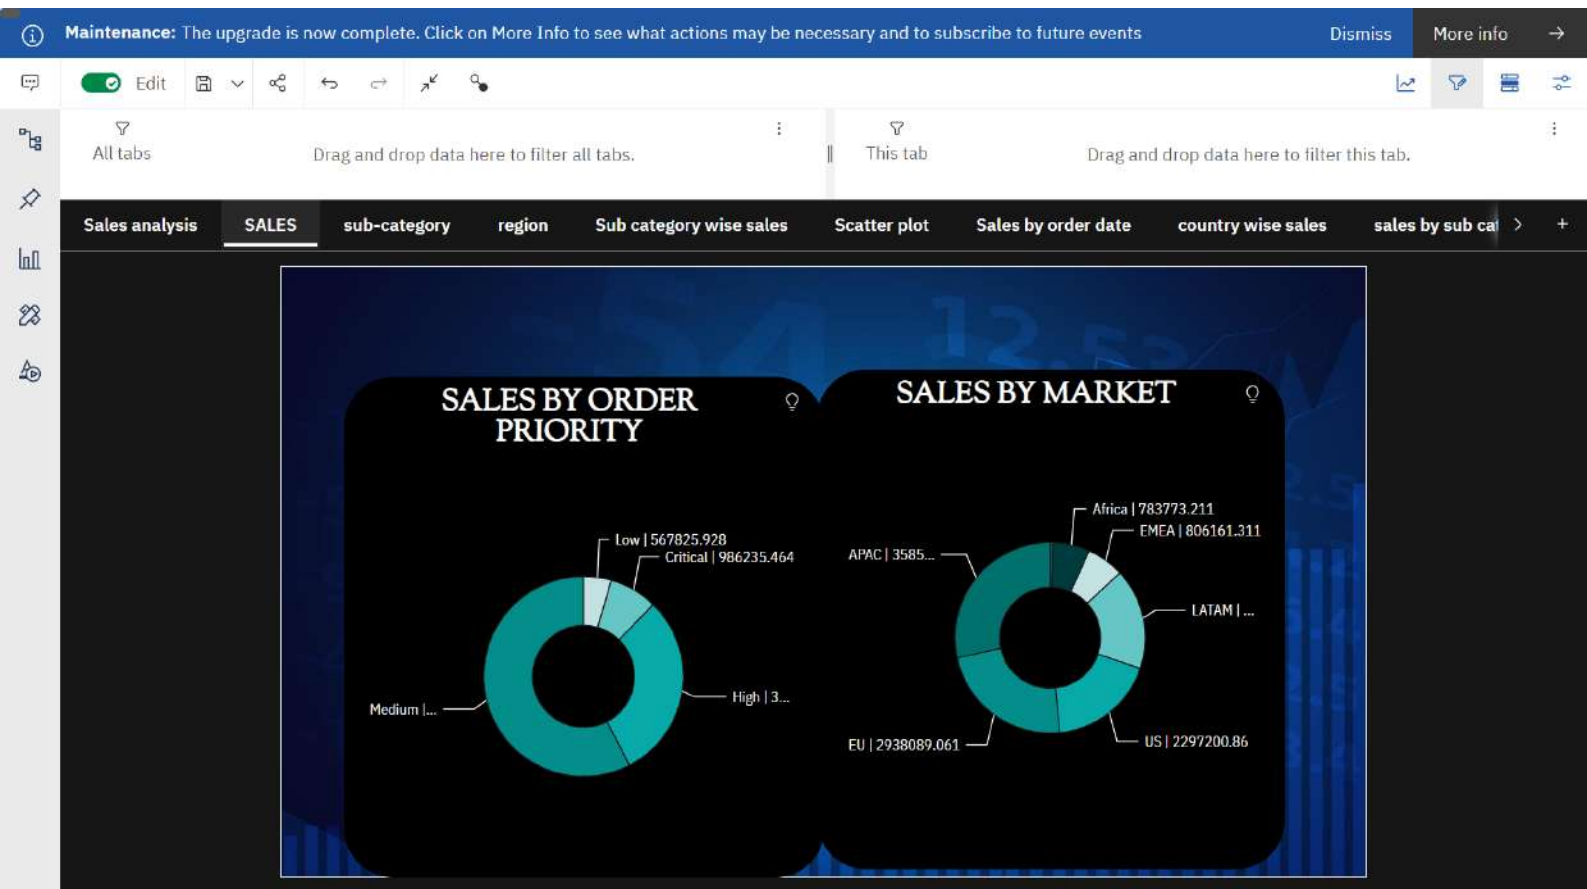 Maintenance: The upgrade is now complete. Click on More Info to see what actions may be necessary and to subscribe to future events
Dismiss
More info
Edit
All tabs
Drag and drop data here to filter all tabs.
This tab
Drag and drop data here to filter this tab.
Sales analysis
SALES
sub-category
region
Sub category wise sales
Scatter plot
Sales by order date
country wise sales
sales by sub cat
SALES BY ORDER
PRIORITY
Low | 567825.928
Critical | 986235.464
High | 3...
Medium |...
SALES BY MARKET
Africa | 783773.211
EMEA | 806161.311
APAC | 3585...
LATAM | ...
EU | 2938089.061
US | 2297200.86
54
12.53